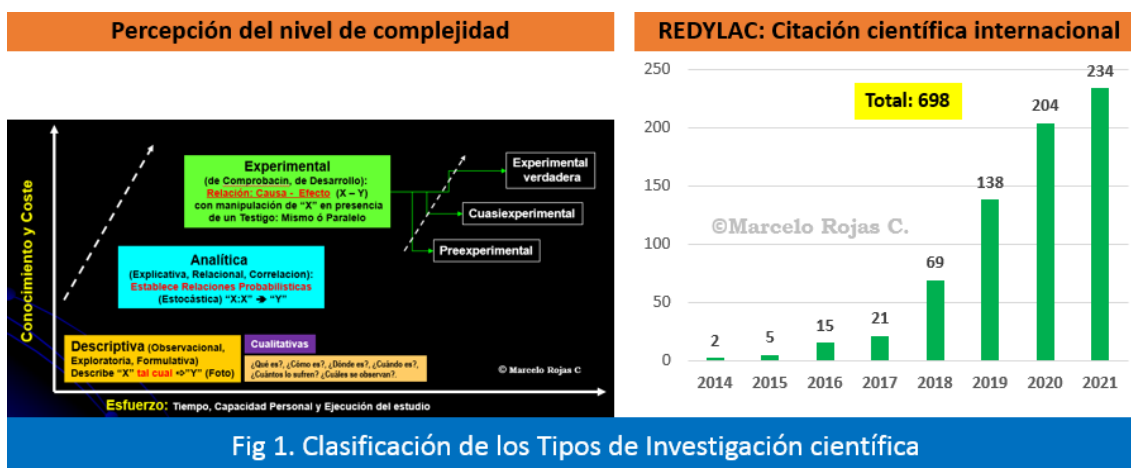 Percepción del nivel de complejidad
Conocimiento y Coste
Experimental
(de Comprobacin, de Desarrollo):
Relación: Causa - Efecto (X – Y)
con manipulación de “X” en presencia
de un Testigo: Mismo ó Paralelo
Experimental
verdadera
Cuasiexperimental
Preexperimental
Analítica
(Explicativa, Relacional, Correlacion):
Establece Relaciones Probabilisticas
(Estocástica) “X:X” ➔ “Y”
Descriptiva (Observacional,
Exploratoria, Formulativa)
Describe “X” tal cual ➪“Y” (Foto)
Cualitativas
¿Qué es?, ¿Cómo es?, ¿Dónde es?, ¿Cuándo es?,
¿Cuántos lo sufren? ¿Cuáles se observan?.
© Marcelo Rojas C
Esfuerzo: Tiempo, Capacidad Personal y Ejecución del estudio
REDYLAC: Citación científica internacional
Total: 698
©Marcelo Rojas C.
250
200
150
100
50
0
2
5
15
21
69
138
204
234
2014 2015 2016 2017 2018 2019 2020 2021
Fig 1. Clasificación de los Tipos de Investigación científica